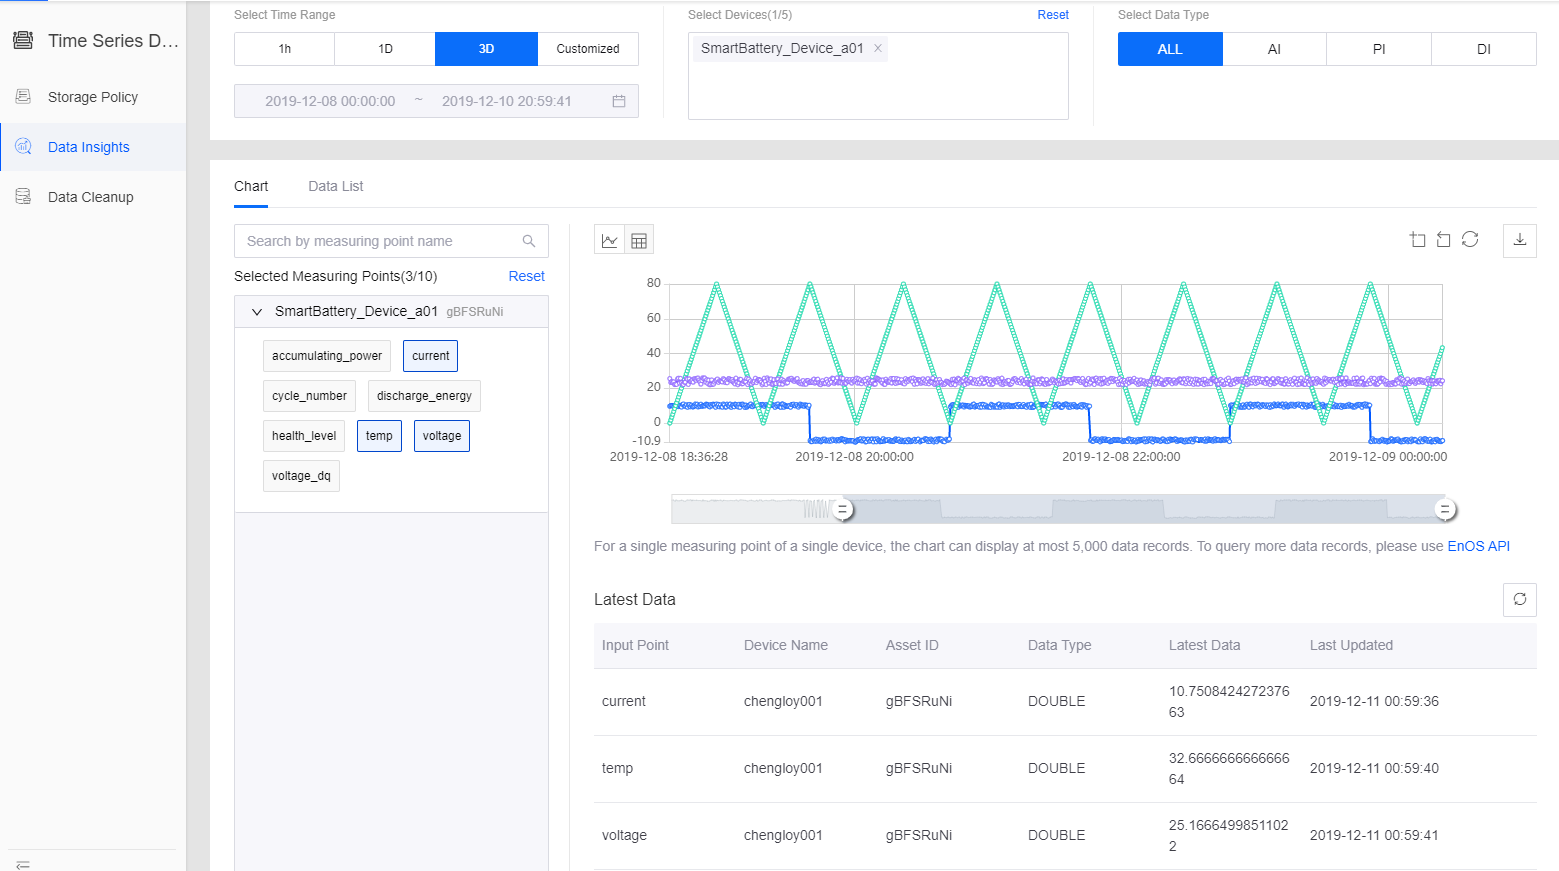 Time Series D...
Storage Policy
Data Insights
Data Cleanup
Select Time Range
1h
1D
3D
Customized
2019-12-08 00:00:00 ~ 2019-12-10 20:59:41
Select Devices(1/5)
Reset
SmartBattery_Device_a01 ×
Select Data Type
ALL
AI
PI
DI
Chart
Data List
Search by measuring point name
Selected Measuring Points(3/10)
Reset
SmartBattery_Device_a01 gBFSRuNi
accumulating_power
current
cycle_number
discharge_energy
health_level
temp
voltage
voltage_dq
80
60
40
20
0
-10.9
2019-12-08 18:36:28
2019-12-08 20:00:00
2019-12-08 22:00:00
2019-12-09 00:00:00
For a single measuring point of a single device, the chart can display at most 5,000 data records. To query more data records, please use EnOS API
Latest Data
Input Point Device Name Asset ID Data Type Latest Data Last Updated
current chengloy001 gBFSRuNi DOUBLE 10.7508424272376
63 2019-12-11 00:59:36
temp chengloy001 gBFSRuNi DOUBLE 32.6666666666666
64 2019-12-11 00:59:40
voltage chengloy001 gBFSRuNi DOUBLE 25.1666499851102
2 2019-12-11 00:59:41